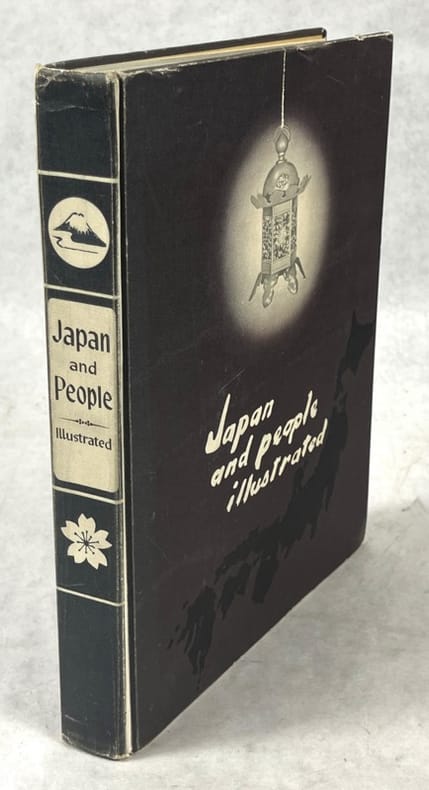 Japan
and
People
Illustrated
Japan
and people
illustrated